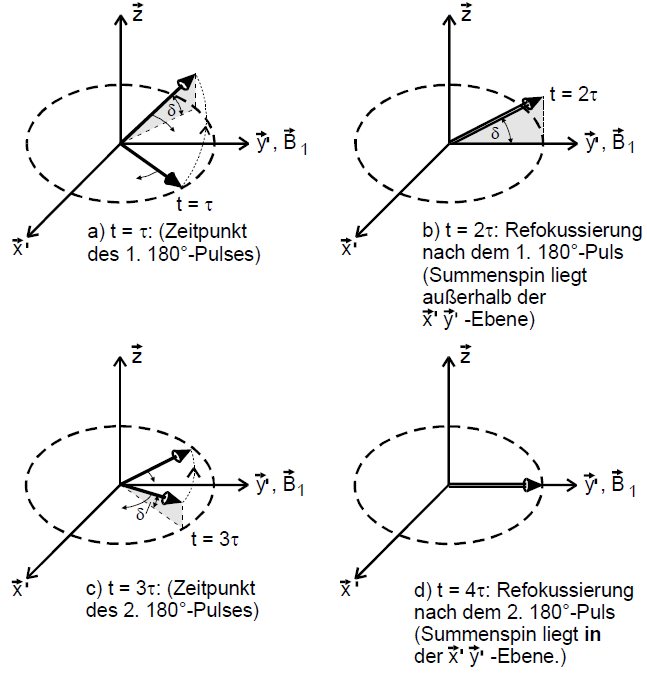 z⃗
δ
y⃗', B⃗₁
t = τ
x⃗'
a) t = τ: (Zeitpunkt
des 1. 180°-Pulses)
z⃗
t = 2τ
δ
y⃗', B⃗₁
x⃗'
b) t = 2τ: Refokussierung
nach dem 1. 180°-Puls
(Summenspin liegt
außerhalb der
x⃗' y⃗' -Ebene)
z⃗
y⃗', B⃗₁
δ
t = 3τ
x⃗'
c) t = 3τ: (Zeitpunkt
des 2. 180°-Pulses)
z⃗
y⃗', B⃗₁
x⃗'
d) t = 4τ: Refokussierung
nach dem 2. 180°-Puls
(Summenspin liegt in
der x⃗' y⃗' -Ebene.)